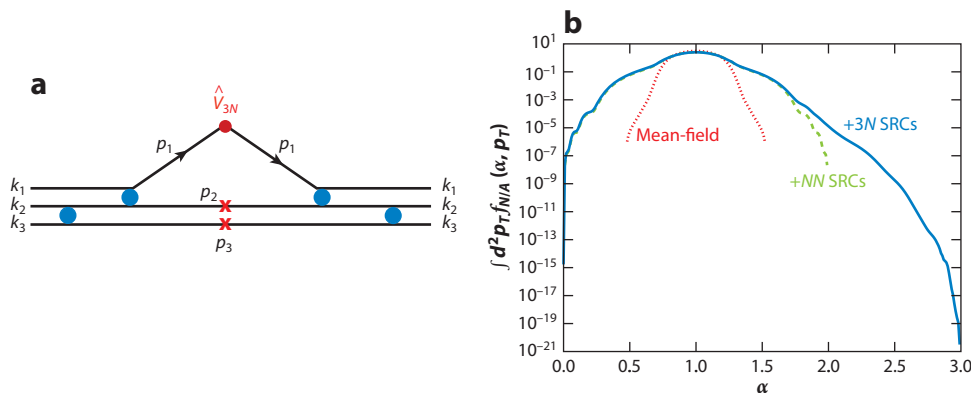 a
V̂3N
p1 p1
k1 k1
p2
k2 k2
k3 k3
p3
b
∫ d²pT fN/A (α, pT)
10¹
10⁻¹
10⁻³
10⁻⁵
10⁻⁷
10⁻⁹
10⁻¹¹
10⁻¹³
10⁻¹⁵
10⁻¹⁷
10⁻¹⁹
10⁻²¹
Mean-field
+3N SRCs
+NN SRCs
0.0 0.5 1.0 1.5 2.0 2.5 3.0
α